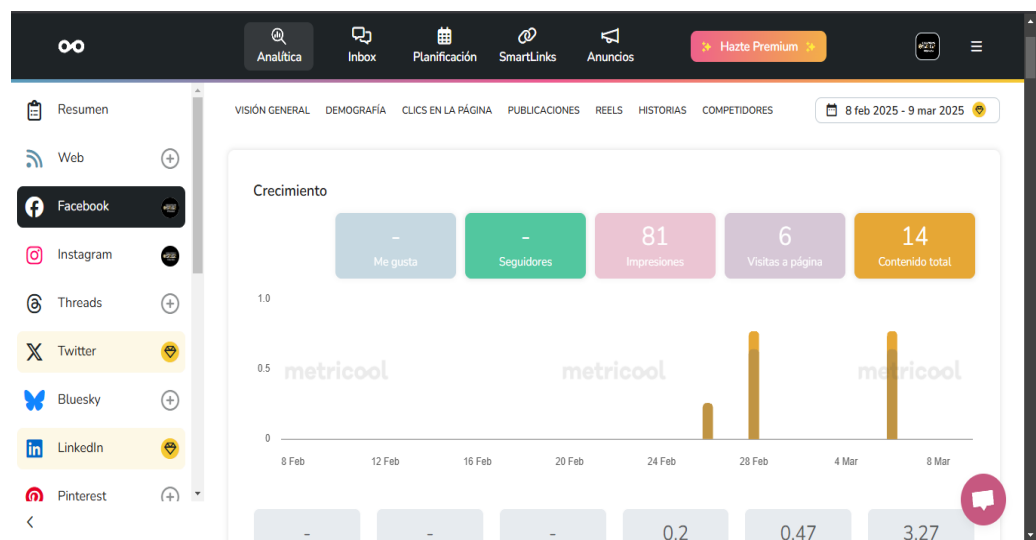 Analítica Inbox Planificación SmartLinks Anuncios Hazte Premium
Resumen
Web
Facebook
Instagram
Threads
Twitter
Bluesky
LinkedIn
Pinterest
VISIÓN GENERAL DEMOGRAFÍA CLICS EN LA PÁGINA PUBLICACIONES REELS HISTORIAS COMPETIDORES 8 feb 2025 - 9 mar 2025
Crecimiento
- - 81 6 14
Me gusta Seguidores Impresiones Visitas a página Contenido total
1.0
0.5
metricool metricool metricool
0
8 Feb 12 Feb 16 Feb 20 Feb 24 Feb 28 Feb 4 Mar 8 Mar
- - - 0.2 0.47 3.27